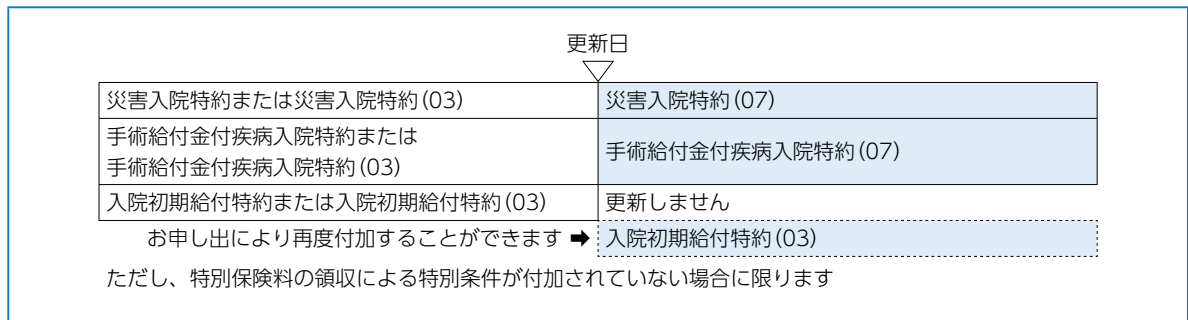 更新日
災害入院特約または災害入院特約(03)
災害入院特約(07)
手術給付金付疾病入院特約または
手術給付金付疾病入院特約(03)
手術給付金付疾病入院特約(07)
入院初期給付特約または入院初期給付特約(03)
更新しません
お申し出により再度付加することができます ➡ 入院初期給付特約(03)
ただし、特別保険料の領収による特別条件が付加されていない場合に限ります